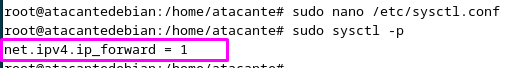 root@atacantedebian:/home/atacante# sudo nano /etc/sysctl.conf
root@atacantedebian:/home/atacante# sudo sysctl -p
net.ipv4.ip_forward = 1
root@atacantedebian:/home/atacante#